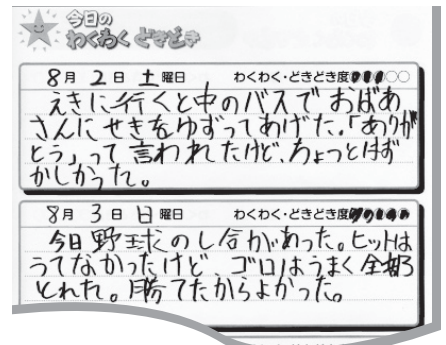 今日の
わくわく どきどき
8月 2日 土曜日 わくわく・どきどき度●●●○○
えきに行くと中のバスで おばあ
さんにせきをゆずってあげた。「ありが
とう」って言われたけど、ちょっとはず
かしかった。
8月 3日 日曜日 わくわく・どきどき度●●●●●
今日野球のし合があった。ヒットは
うてなかったけど、ゴロはうまく全部
とれた。勝てたからよかった。